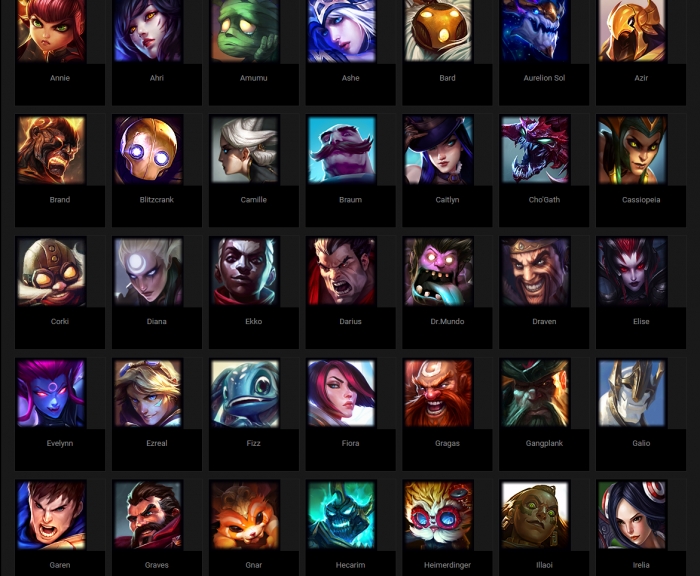 Annie Ahri Amumu Ashe Bard Aurelion Sol Azir
Brand Blitzcrank Camille Braum Caitlyn Cho'Gath Cassiopeia
Corki Diana Ekko Darius Dr.Mundo Draven Elise
Evelynn Ezreal Fizz Fiora Gragas Gangplank Galio
Garen Graves Gnar Hecarim Heimerdinger Illaoi Irelia